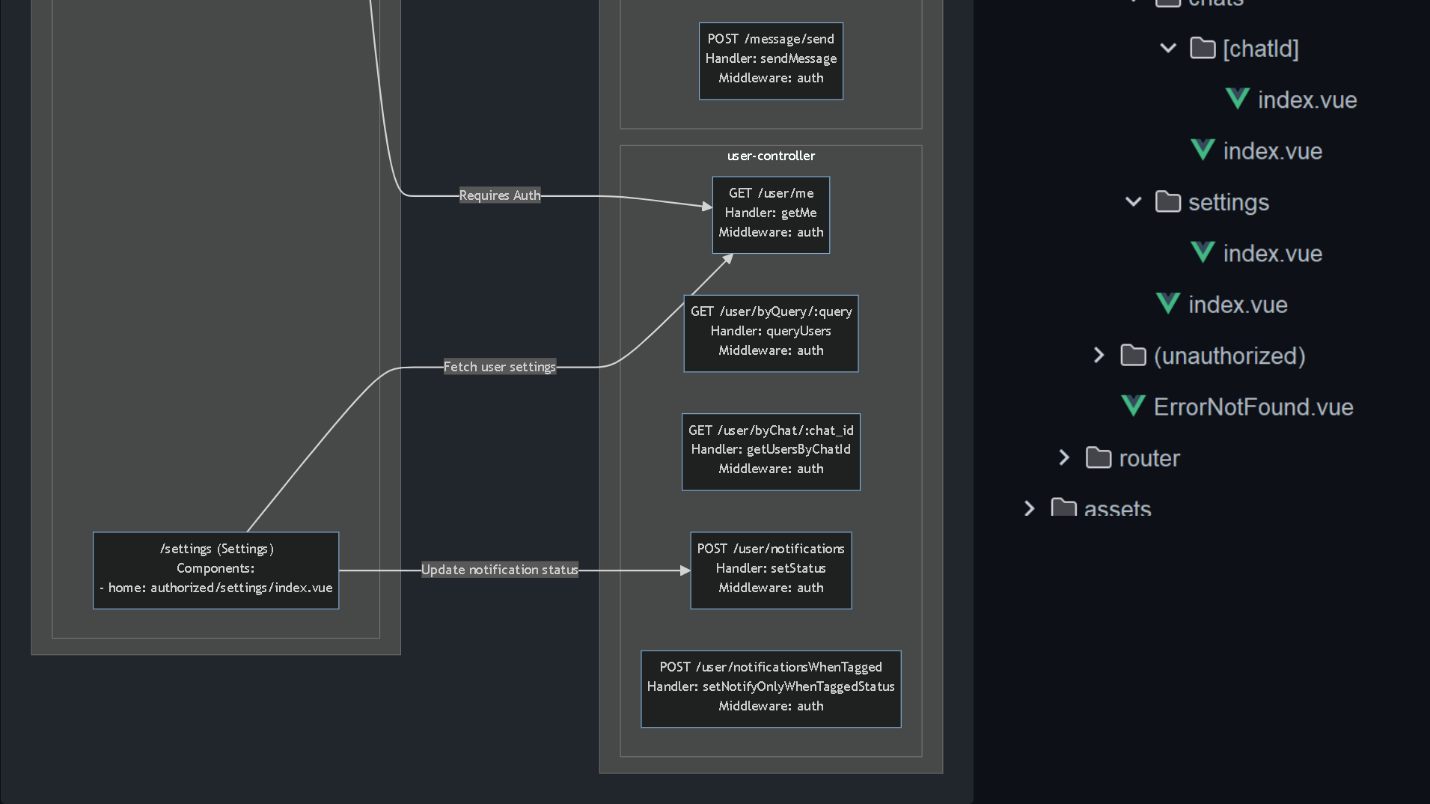 POST /message/send
Handler: sendMessage
Middleware: auth
user-controller
GET /user/me
Handler: getMe
Middleware: auth
Requires Auth
GET /user/byQuery/:query
Handler: queryUsers
Middleware: auth
Fetch user settings
GET /user/byChat/:chat_id
Handler: getUsersByChatId
Middleware: auth
/settings (Settings)
Components:
- home: authorized/settings/index.vue
Update notification status
POST /user/notifications
Handler: setStatus
Middleware: auth
POST /user/notificationsWhenTagged
Handler: setNotifyOnlyWhenTaggedStatus
Middleware: auth
chats
[chatId]
index.vue
index.vue
settings
index.vue
index.vue
(unauthorized)
ErrorNotFound.vue
router
assets